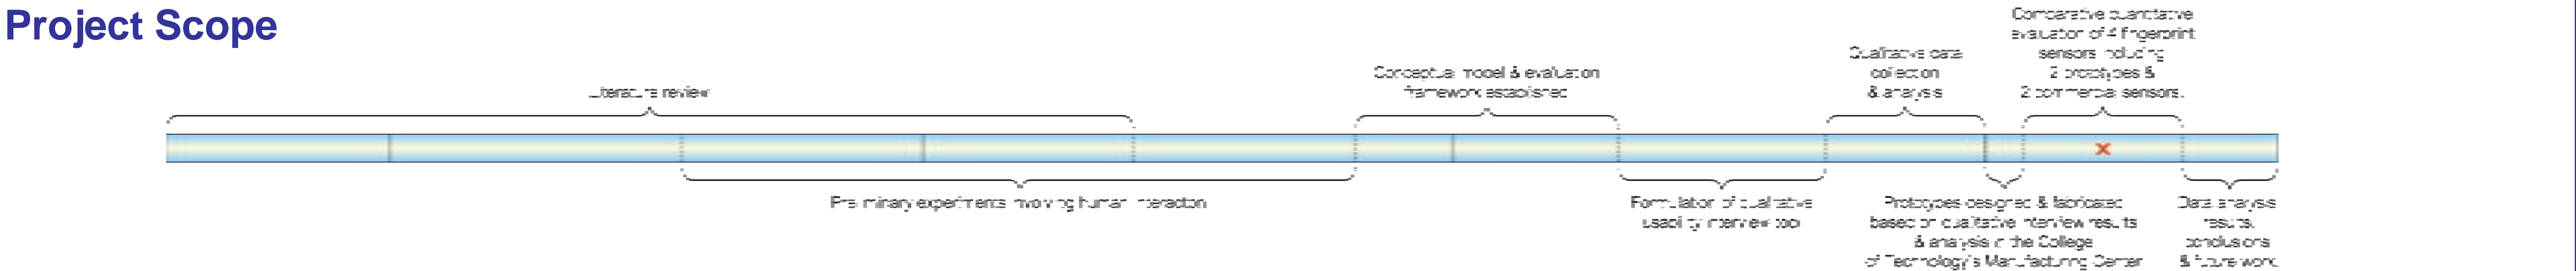 Project Scope
Literature review
Preliminary experiments involving human interaction
Conceptual model & evaluation
framework established
Formulation of qualitative
usability interview tool
Qualitative data
collection
& analysis
Prototypes designed & fabricated
based on qualitative interview results
& analysis in the College
of Technology's Manufacturing Center
Comparative quantitative
evaluation of 4 fingerprint
sensors including
2 prototypes &
2 commercial sensors.
Data analysis
results,
conclusions
& future work.